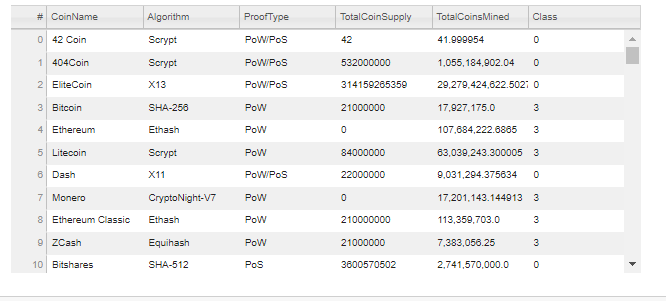 # CoinName Algorithm ProofType TotalCoinSupply TotalCoinsMined Class
0 42 Coin Scrypt PoW/PoS 42 41.999954 0
1 404Coin Scrypt PoW/PoS 532000000 1,055,184,902.04 0
2 EliteCoin X13 PoW/PoS 314159265359 29,279,424,622.502 0
3 Bitcoin SHA-256 PoW 21000000 17,927,175.0 3
4 Ethereum Ethash PoW 0 107,684,222.6865 3
5 Litecoin Scrypt PoW 84000000 63,039,243.300005 3
6 Dash X11 PoW/PoS 22000000 9,031,294.375634 0
7 Monero CryptoNight-V7 PoW 0 17,201,143.144913 3
8 Ethereum Classic Ethash PoW 210000000 113,359,703.0 3
9 ZCash Equihash PoW 21000000 7,383,056.25 3
10 Bitshares SHA-512 PoS 3600570502 2,741,570,000.0 0